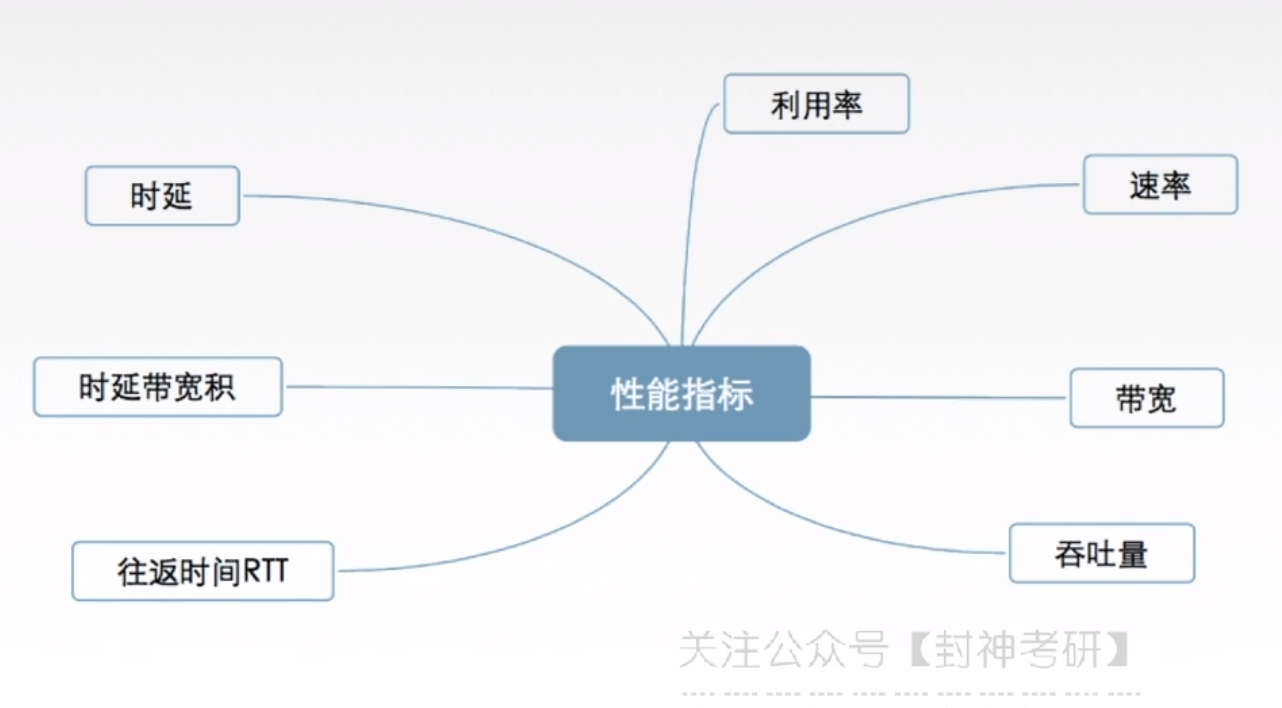 利用率
速率
时延
性能指标
时延带宽积
带宽
吞吐量
往返时间RTT
关注公众号【封神考研】